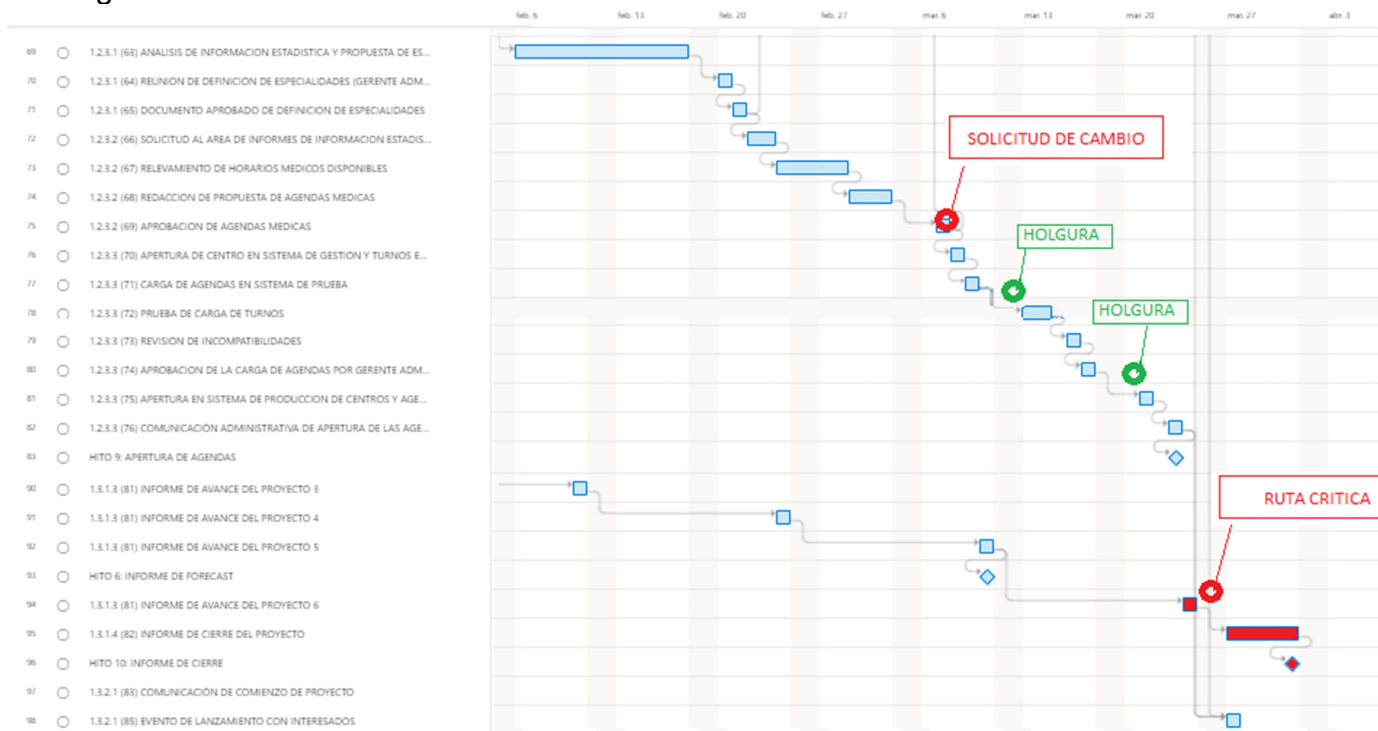 feb. 6 feb. 13 feb. 20 feb. 27 mar. 6 mar. 13 mar. 20 mar. 27 abr. 3
69 1.2.3.1 (63) ANALISIS DE INFORMACION ESTADISTICA Y PROPUESTA DE ES...
70 1.2.3.1 (64) REUNION DE DEFINICION DE ESPECIALIDADES (GERENTE ADM...
71 1.2.3.1 (65) DOCUMENTO APROBADO DE DEFINICION DE ESPECIALIDADES
72 1.2.3.2 (66) SOLICITUD AL AREA DE INFORMES DE INFORMACION ESTADIS...
SOLICITUD DE CAMBIO
73 1.2.3.2 (67) RELEVAMIENTO DE HORARIOS MEDICOS DISPONIBLES
74 1.2.3.2 (68) REDACCION DE PROPUESTA DE AGENDAS MEDICAS
75 1.2.3.2 (69) APROBACION DE AGENDAS MEDICAS
HOLGURA
76 1.2.3.3 (70) APERTURA DE CENTRO EN SISTEMA DE GESTION Y TURNOS E...
77 1.2.3.3 (71) CARGA DE AGENDAS EN SISTEMA DE PRUEBA
78 1.2.3.3 (72) PRUEBA DE CARGA DE TURNOS
HOLGURA
79 1.2.3.3 (73) REVISION DE INCOMPATIBILIDADES
80 1.2.3.3 (74) APROBACION DE LA CARGA DE AGENDAS POR GERENTE ADM...
81 1.2.3.3 (75) APERTURA EN SISTEMA DE PRODUCCION DE CENTROS Y AGE...
82 1.2.3.3 (76) COMUNICACIÓN ADMINISTRATIVA DE APERTURA DE LAS AGE...
83 HITO 9: APERTURA DE AGENDAS
90 1.3.1.3 (81) INFORME DE AVANCE DEL PROYECTO 3
RUTA CRITICA
91 1.3.1.3 (81) INFORME DE AVANCE DEL PROYECTO 4
92 1.3.1.3 (81) INFORME DE AVANCE DEL PROYECTO 5
93 HITO 6: INFORME DE FORECAST
94 1.3.1.3 (81) INFORME DE AVANCE DEL PROYECTO 6
95 1.3.1.4 (82) INFORME DE CIERRE DEL PROYECTO
96 HITO 10: INFORME DE CIERRE
97 1.3.2.1 (83) COMUNICACIÓN DE COMIENZO DE PROYECTO
98 1.3.2.1 (85) EVENTO DE LANZAMIENTO CON INTERESADOS